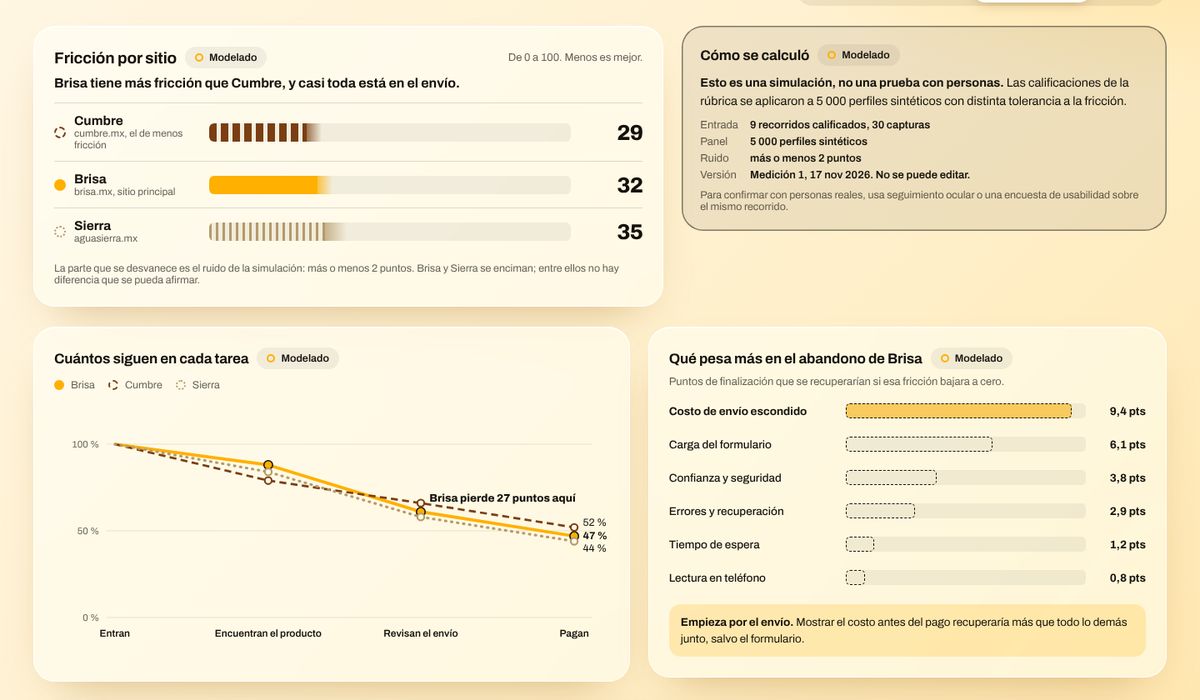 Fricción por sitio
Modelado
De 0 a 100. Menos es mejor.
Brisa tiene más fricción que Cumbre, y casi toda está en el envío.
Cumbre
cumbre.mx, el de menos
fricción
29
Brisa
brisa.mx, sitio principal
32
Sierra
aguasierra.mx
35
La parte que se desvanece es el ruido de la simulación: más o menos 2 puntos. Brisa y Sierra se enciman; entre ellos no hay
diferencia que se pueda afirmar.
Cómo se calculó
Modelado
Esto es una simulación, no una prueba con personas. Las calificaciones de la
rúbrica se aplicaron a 5 000 perfiles sintéticos con distinta tolerancia a la fricción.
Entrada 9 recorridos calificados, 30 capturas
Panel 5 000 perfiles sintéticos
Ruido más o menos 2 puntos
Versión Medición 1, 17 nov 2026. No se puede editar.
Para confirmar con personas reales, usa seguimiento ocular o una encuesta de usabilidad sobre
el mismo recorrido.
Cuántos siguen en cada tarea
Modelado
Brisa Cumbre Sierra
100 %
50 %
0 %
Brisa pierde 27 puntos aquí
52 %
47 %
44 %
Entran Encuentran el producto Revisan el envío Pagan
Qué pesa más en el abandono de Brisa
Modelado
Puntos de finalización que se recuperarían si esa fricción bajara a cero.
Costo de envío escondido 9,4 pts
Carga del formulario 6,1 pts
Confianza y seguridad 3,8 pts
Errores y recuperación 2,9 pts
Tiempo de espera 1,2 pts
Lectura en teléfono 0,8 pts
Empieza por el envío. Mostrar el costo antes del pago recuperaría más que todo lo demás
junto, salvo el formulario.